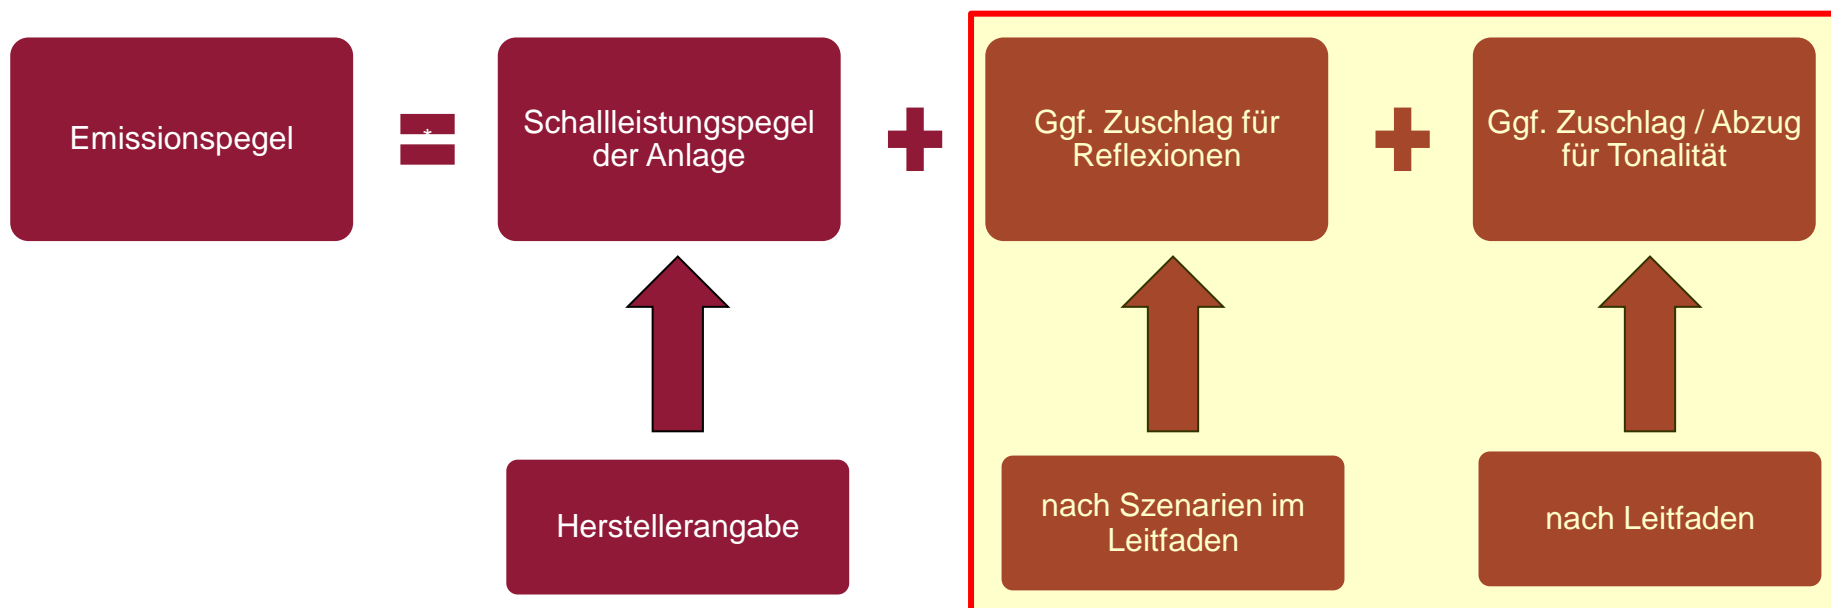 Emissionspegel
*
Schallleistungspegel
der Anlage
Ggf. Zuschlag für
Reflexionen
Ggf. Zuschlag / Abzug
für Tonalität
Herstellerangabe
nach Szenarien im
Leitfaden
nach Leitfaden